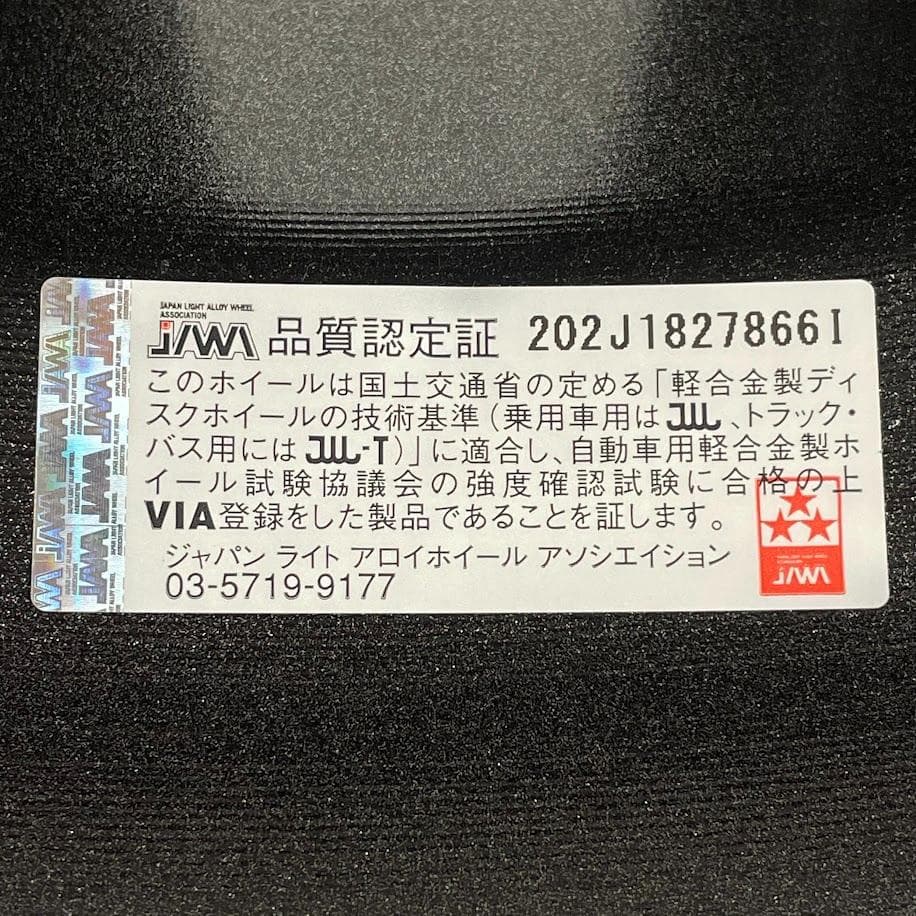 JAPAN LIGHT ALLOY WHEEL
ASSOCIATION
JAWA 品質認定証 202J1827866I
このホイールは国土交通省の定める「軽合金製ディ
スクホイールの技術基準(乗用車用はJWL、トラック・
バス用にはJWL-T)」に適合し、自動車用軽合金製ホ
イール試験協議会の強度確認試験に合格の上
VIA登録をした製品であることを証します。
ジャパン ライト アロイホイール アソシエイション
03-5719-9177
JAWA